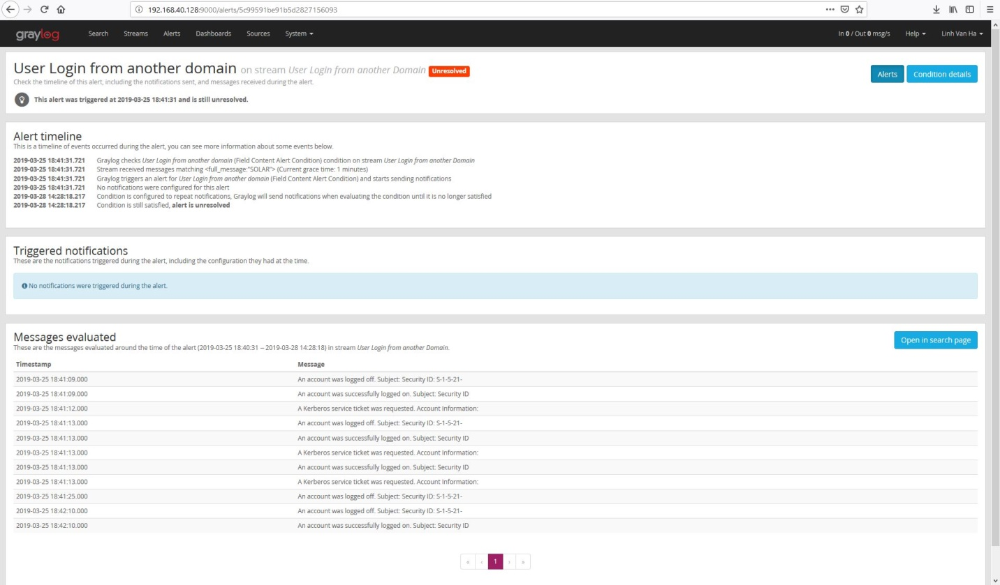 192.168.40.128:9000/alerts/5c99591be91b5d2827156093
graylog Search Streams Alerts Dashboards Sources System In 0 / Out 0 msg/s Help Linh Van Ha
User Login from another domain on stream User Login from another Domain Unresolved
Alerts Condition details
Check the timeline of this alert, including the notifications sent, and messages received during the alert.
This alert was triggered at 2019-03-25 18:41:31 and is still unresolved.
Alert timeline
This is a timeline of events occurred during the alert, you can see more information about some events below.
2019-03-25 18:41:31.721 Graylog checks User Login from another domain (Field Content Alert Condition) condition on stream User Login from another Domain
2019-03-25 18:41:31.721 Stream received messages matching <full_message:"SOLAR"> (Current grace time: 1 minutes)
2019-03-25 18:41:31.721 Graylog triggers an alert for User Login from another domain (Field Content Alert Condition) and starts sending notifications
2019-03-25 18:41:31.721 No notifications were configured for this alert
2019-03-28 14:28:18.217 Condition is configured to repeat notifications, Graylog will send notifications when evaluating the condition until it is no longer satisfied
2019-03-28 14:28:18.217 Condition is still satisfied, alert is unresolved
Triggered notifications
These are the notifications triggered during the alert, including the configuration they had at the time.
No notifications were triggered during the alert.
Messages evaluated
These are the messages evaluated around the time of the alert (2019-03-25 18:40:31 – 2019-03-28 14:28:18) in stream User Login from another Domain.
Open in search page
Timestamp Message
2019-03-25 18:41:09.000 An account was logged off. Subject: Security ID: S-1-5-21-
2019-03-25 18:41:09.000 An account was successfully logged on. Subject: Security ID
2019-03-25 18:41:12.000 A Kerberos service ticket was requested. Account Information:
2019-03-25 18:41:13.000 An account was logged off. Subject: Security ID: S-1-5-21-
2019-03-25 18:41:13.000 An account was successfully logged on. Subject: Security ID
2019-03-25 18:41:13.000 A Kerberos service ticket was requested. Account Information:
2019-03-25 18:41:13.000 An account was successfully logged on. Subject: Security ID
2019-03-25 18:41:13.000 A Kerberos service ticket was requested. Account Information:
2019-03-25 18:41:25.000 An account was logged off. Subject: Security ID: S-1-5-21-
2019-03-25 18:42:10.000 An account was logged off. Subject: Security ID: S-1-5-21-
2019-03-25 18:42:10.000 An account was successfully logged on. Subject: Security ID
« ‹ 1 › »